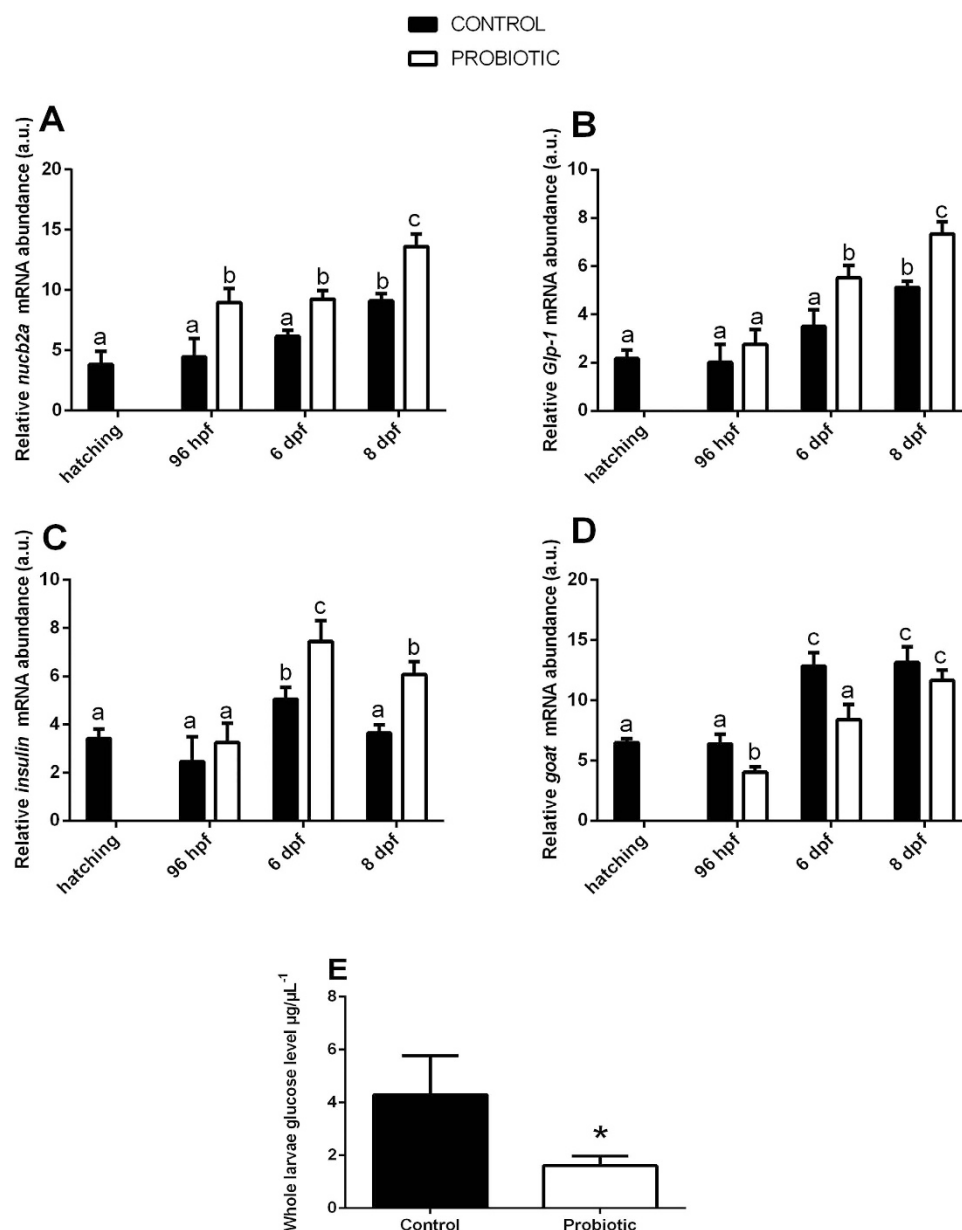 CONTROL
PROBIOTIC
A
Relative nucb2a mRNA abundance (a.u.)
20
15
10
5
0
a
a
b
a
b
b
c
hatching
96 hpf
6 dpf
8 dpf
B
Relative Glp-1 mRNA abundance (a.u.)
10
8
6
4
2
0
a
a
a
a
b
b
c
hatching
96 hpf
6 dpf
8 dpf
C
Relative insulin mRNA abundance (a.u.)
10
8
6
4
2
0
a
a
a
b
c
a
b
hatching
96 hpf
6 dpf
8 dpf
D
Relative goat mRNA abundance (a.u.)
20
15
10
5
0
a
a
b
c
a
c
c
hatching
96 hpf
6 dpf
8 dpf
E
Whole larvae glucose level µg/µL⁻¹
8
6
4
2
0
*
Control
Probiotic